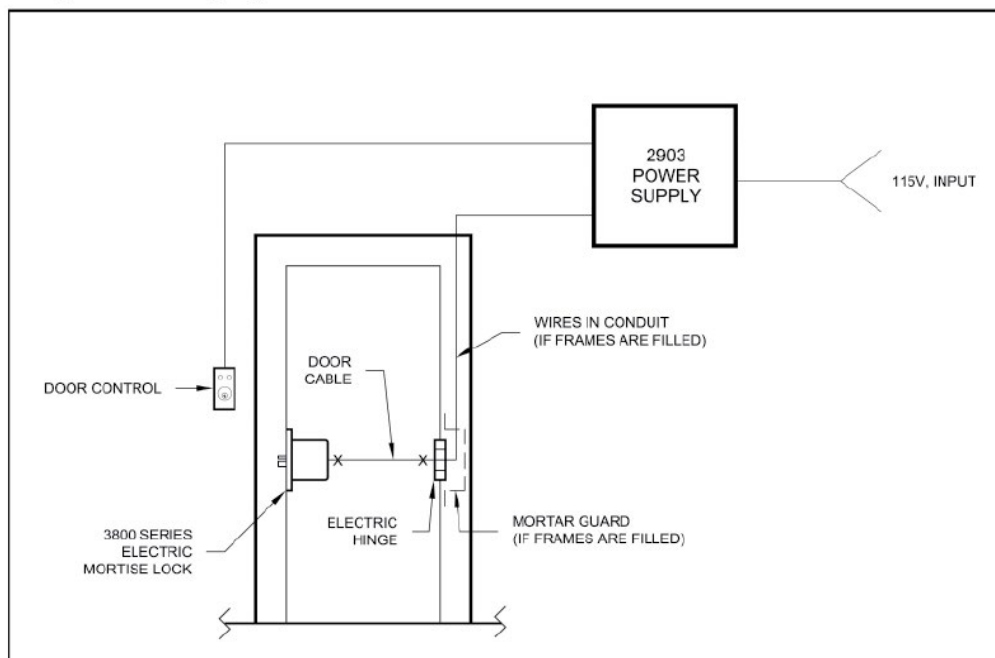 2903
POWER
SUPPLY
115V, INPUT
WIRES IN CONDUIT
(IF FRAMES ARE FILLED)
DOOR
CABLE
DOOR CONTROL
X
X
3800 SERIES
ELECTRIC
MORTISE LOCK
ELECTRIC
HINGE
MORTAR GUARD
(IF FRAMES ARE FILLED)